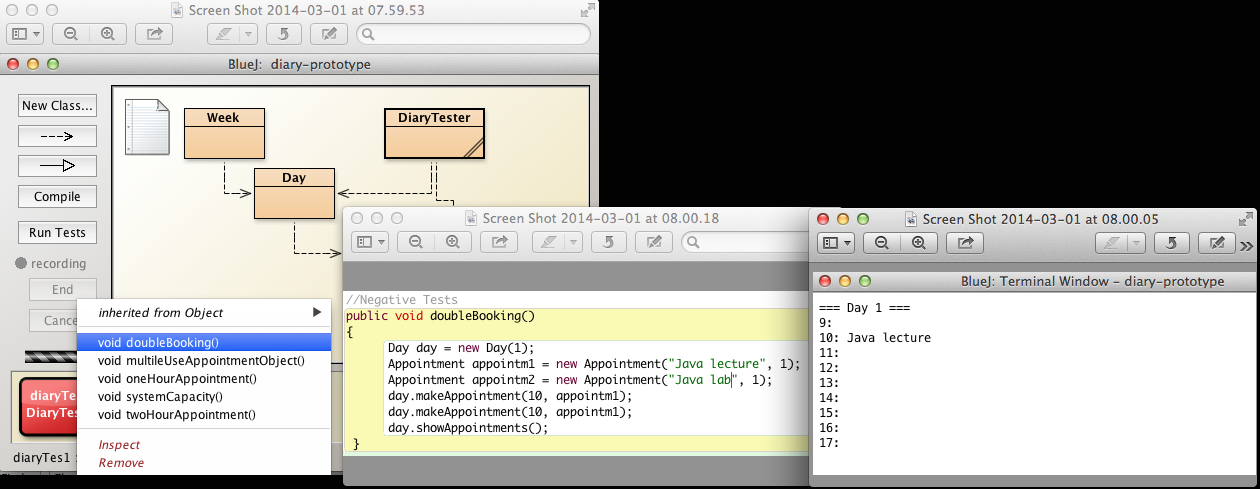 Screen Shot 2014-03-01 at 07.59.53
BlueJ: diary-prototype
New Class...
Compile
Run Tests
recording
End
Week
DiaryTester
Day
inherited from Object
void doubleBooking()
void multileUseAppointmentObject()
void oneHourAppointment()
void systemCapacity()
void twoHourAppointment()
Inspect
Remove
Screen Shot 2014-03-01 at 08.00.18
//Negative Tests
public void doubleBooking()
{
Day day = new Day(1);
Appointment appointm1 = new Appointment("Java lecture", 1);
Appointment appointm2 = new Appointment("Java lab", 1);
day.makeAppointment(10, appointm1);
day.makeAppointment(10, appointm1);
day.showAppointments();
}
Screen Shot 2014-03-01 at 08.00.05
BlueJ: Terminal Window – diary-prototype
=== Day 1 ===
9:
10: Java lecture
11:
12:
13:
14:
15:
16:
17: